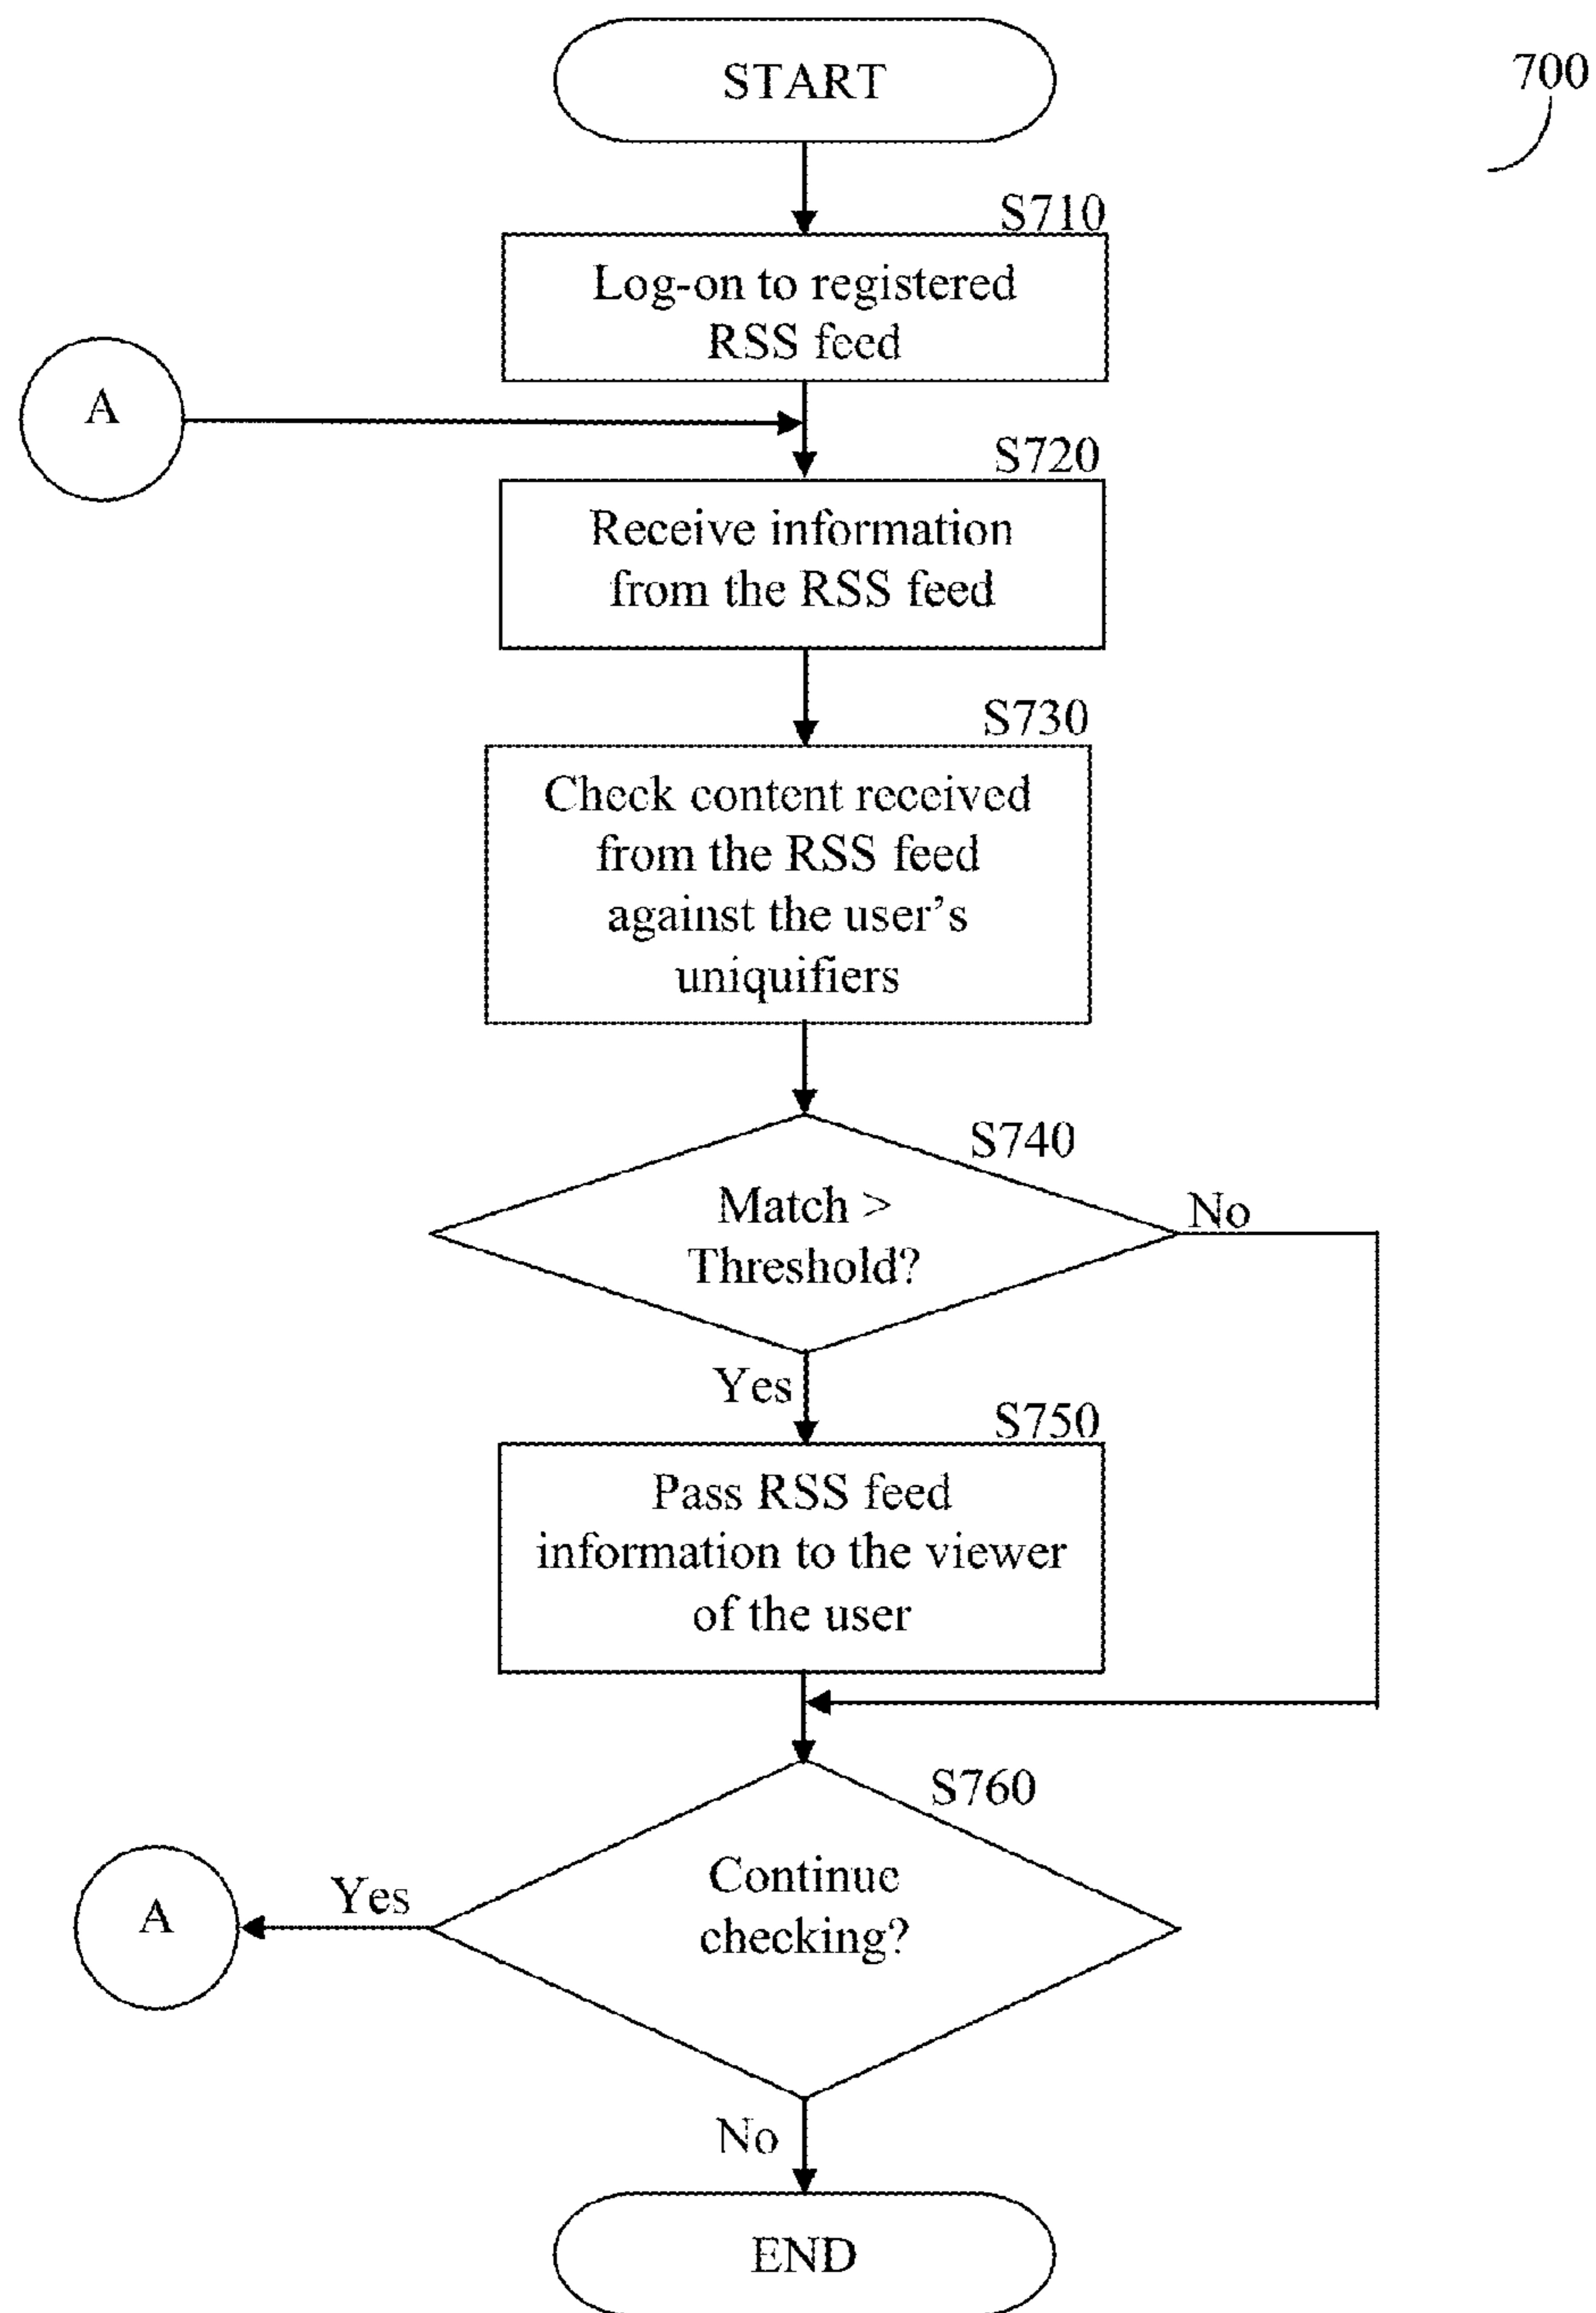 START
700
S710
Log-on to registered
RSS feed
A
S720
Receive information
from the RSS feed
S730
Check content received
from the RSS feed
against the user's
uniquifiers
S740
Match >
Threshold?
No
Yes
S750
Pass RSS feed
information to the viewer
of the user
S760
Continue
checking?
Yes
A
No
END